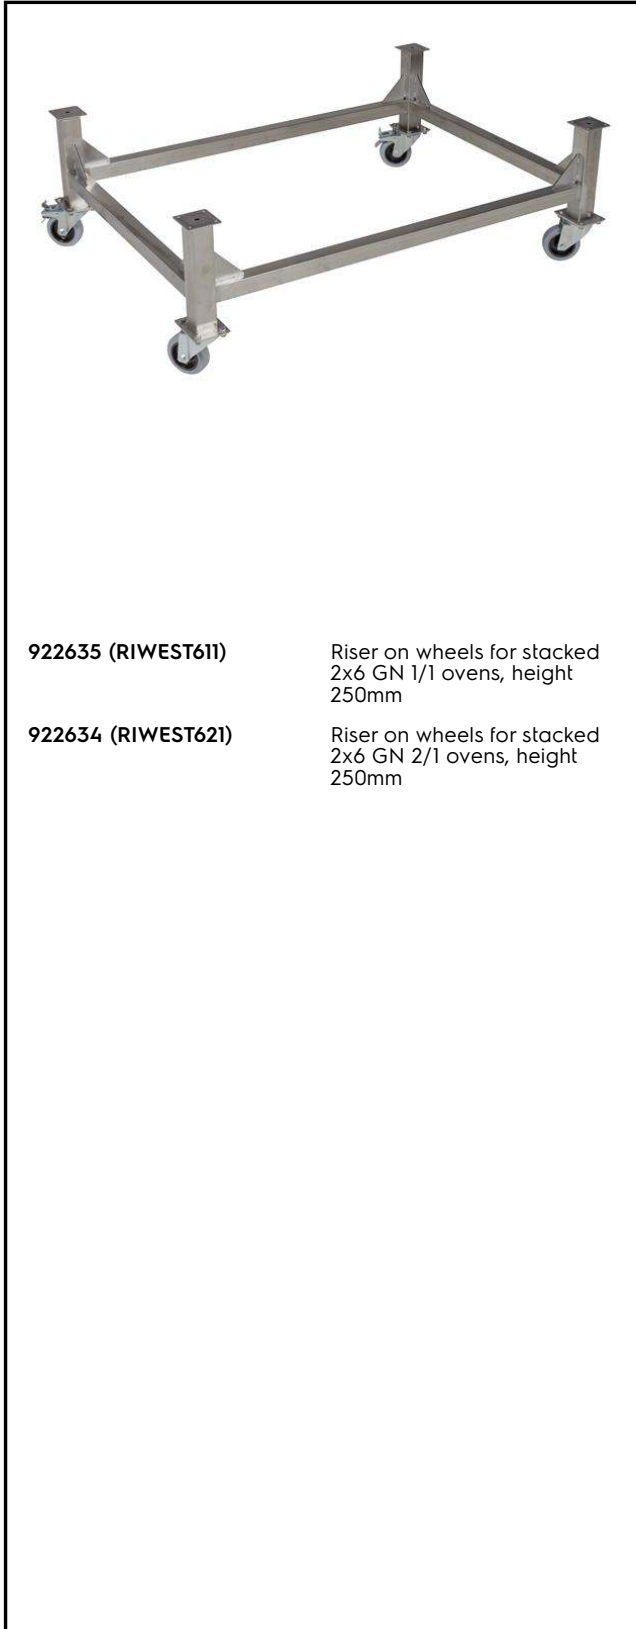 922635 (RIWEST611)
Riser on wheels for stacked
2x6 GN 1/1 ovens, height
250mm
922634 (RIWEST621)
Riser on wheels for stacked
2x6 GN 2/1 ovens, height
250mm